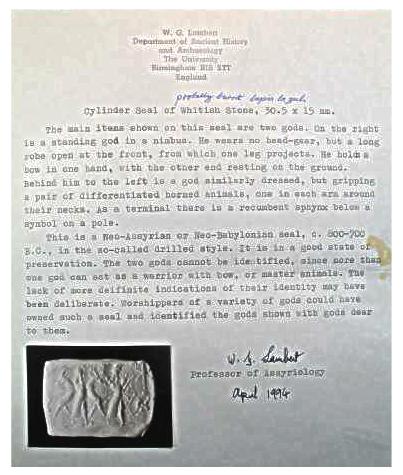 W. G. Lambert
Department of Ancient History
and Archaeology
The University
Birmingham B15 2TT
England
probably burnt lapis lazuli
Cylinder Seal of Whitish Stone, 30.5 x 15 mm.
The main items shown on this seal are two gods. On the right
is a standing god in a nimbus. He wears no head-gear, but a long
robe open at the front, from which one leg projects. He holds a
bow in one hand, with the other end resting on the ground.
Behind him to the left is a god similarly dressed, but gripping
a pair of differentiated horned animals, one in each arm around
their necks. As a terminal there is a recumbent sphynx below a
symbol on a pole.
This is a Neo-Assyrian or Neo-Babylonian seal, c. 800-700
B.C., in the so-called drilled style. It is in a good state of
preservation. The two gods cannot be identified, since more than
one god can act as a warrior with bow, or master animals. The
lack of more deifinite indications of their identity may have
been deliberate. Worshippers of a variety of gods could have
owned such a seal and identified the gods shown with gods dear
to them.
W. G. Lambert
Professor of Assyriology
April 1994